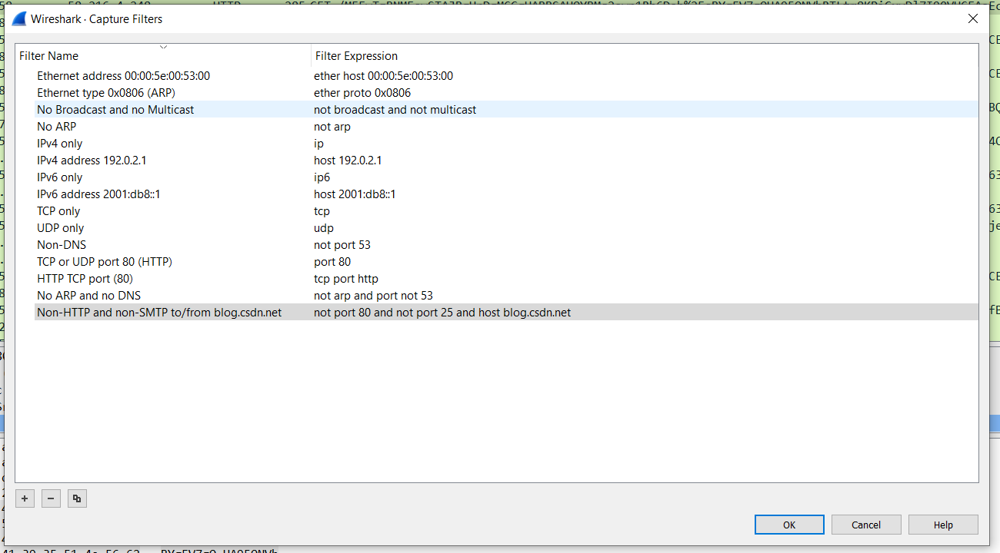 Wireshark · Capture Filters
Filter Name Filter Expression
Ethernet address 00:00:5e:00:53:00 ether host 00:00:5e:00:53:00
Ethernet type 0x0806 (ARP) ether proto 0x0806
No Broadcast and no Multicast not broadcast and not multicast
No ARP not arp
IPv4 only ip
IPv4 address 192.0.2.1 host 192.0.2.1
IPv6 only ip6
IPv6 address 2001:db8::1 host 2001:db8::1
TCP only tcp
UDP only udp
Non-DNS not port 53
TCP or UDP port 80 (HTTP) port 80
HTTP TCP port (80) tcp port http
No ARP and no DNS not arp and port not 53
Non-HTTP and non-SMTP to/from blog.csdn.net not port 80 and not port 25 and host blog.csdn.net
OK Cancel Help